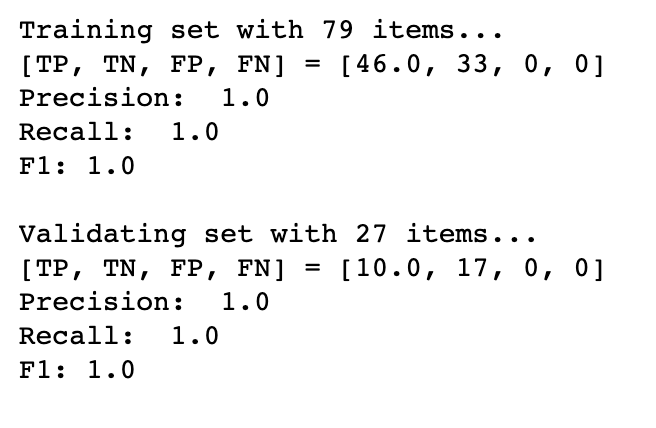 Training set with 79 items...
[TP, TN, FP, FN] = [46.0, 33, 0, 0]
Precision:  1.0
Recall:  1.0
F1: 1.0
Validating set with 27 items...
[TP, TN, FP, FN] = [10.0, 17, 0, 0]
Precision:  1.0
Recall:  1.0
F1: 1.0